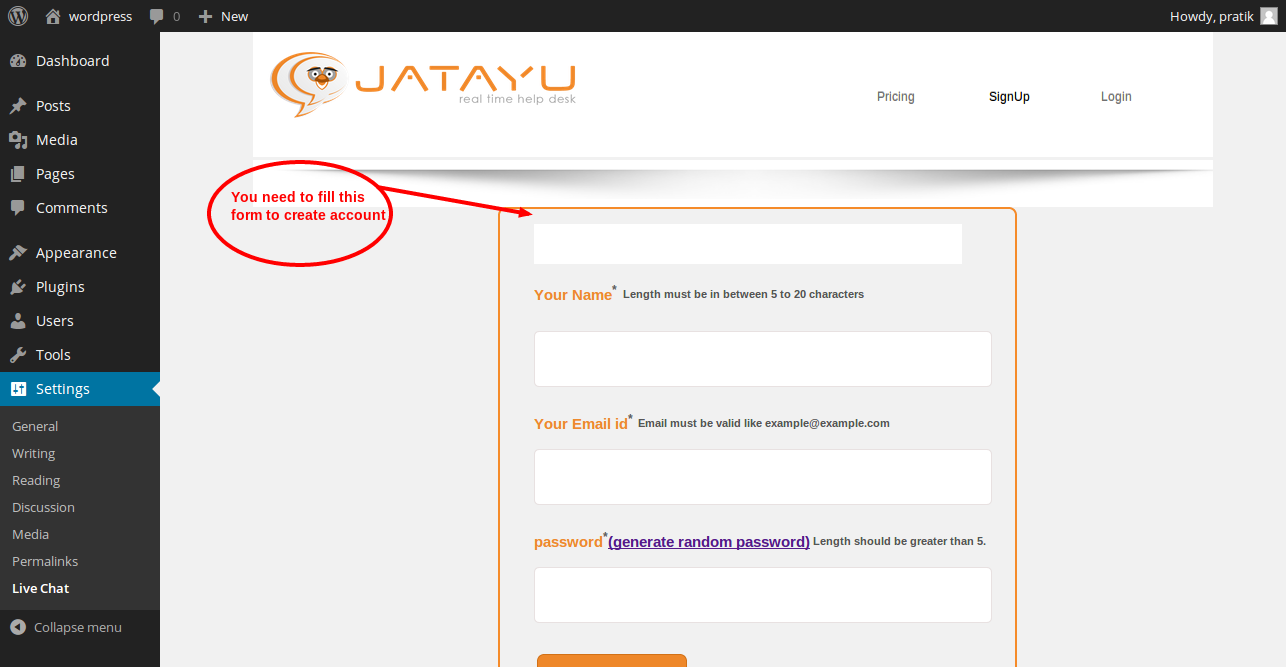 wordpress
0
New
Howdy, pratik
Dashboard
Posts
Media
Pages
Comments
Appearance
Plugins
Users
Tools
Settings
General
Writing
Reading
Discussion
Media
Permalinks
Live Chat
Collapse menu
JATAYU
real time help desk
Pricing
SignUp
Login
You need to fill this
form to create account
Your Name* Length must be in between 5 to 20 characters
Your Email id* Email must be valid like example@example.com
password*(generate random password) Length should be greater than 5.